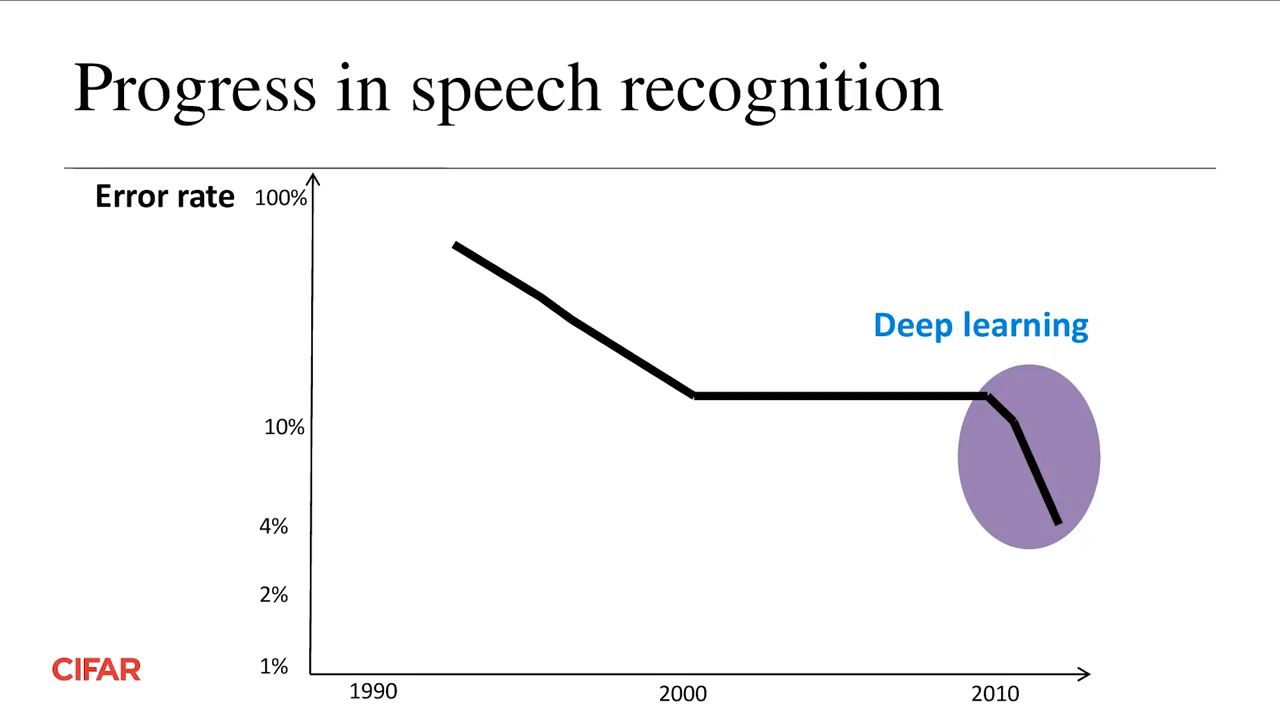 Progress in speech recognition
Error rate
100%
Deep learning
10%
4%
2%
1%
CIFAR
1990
2000
2010